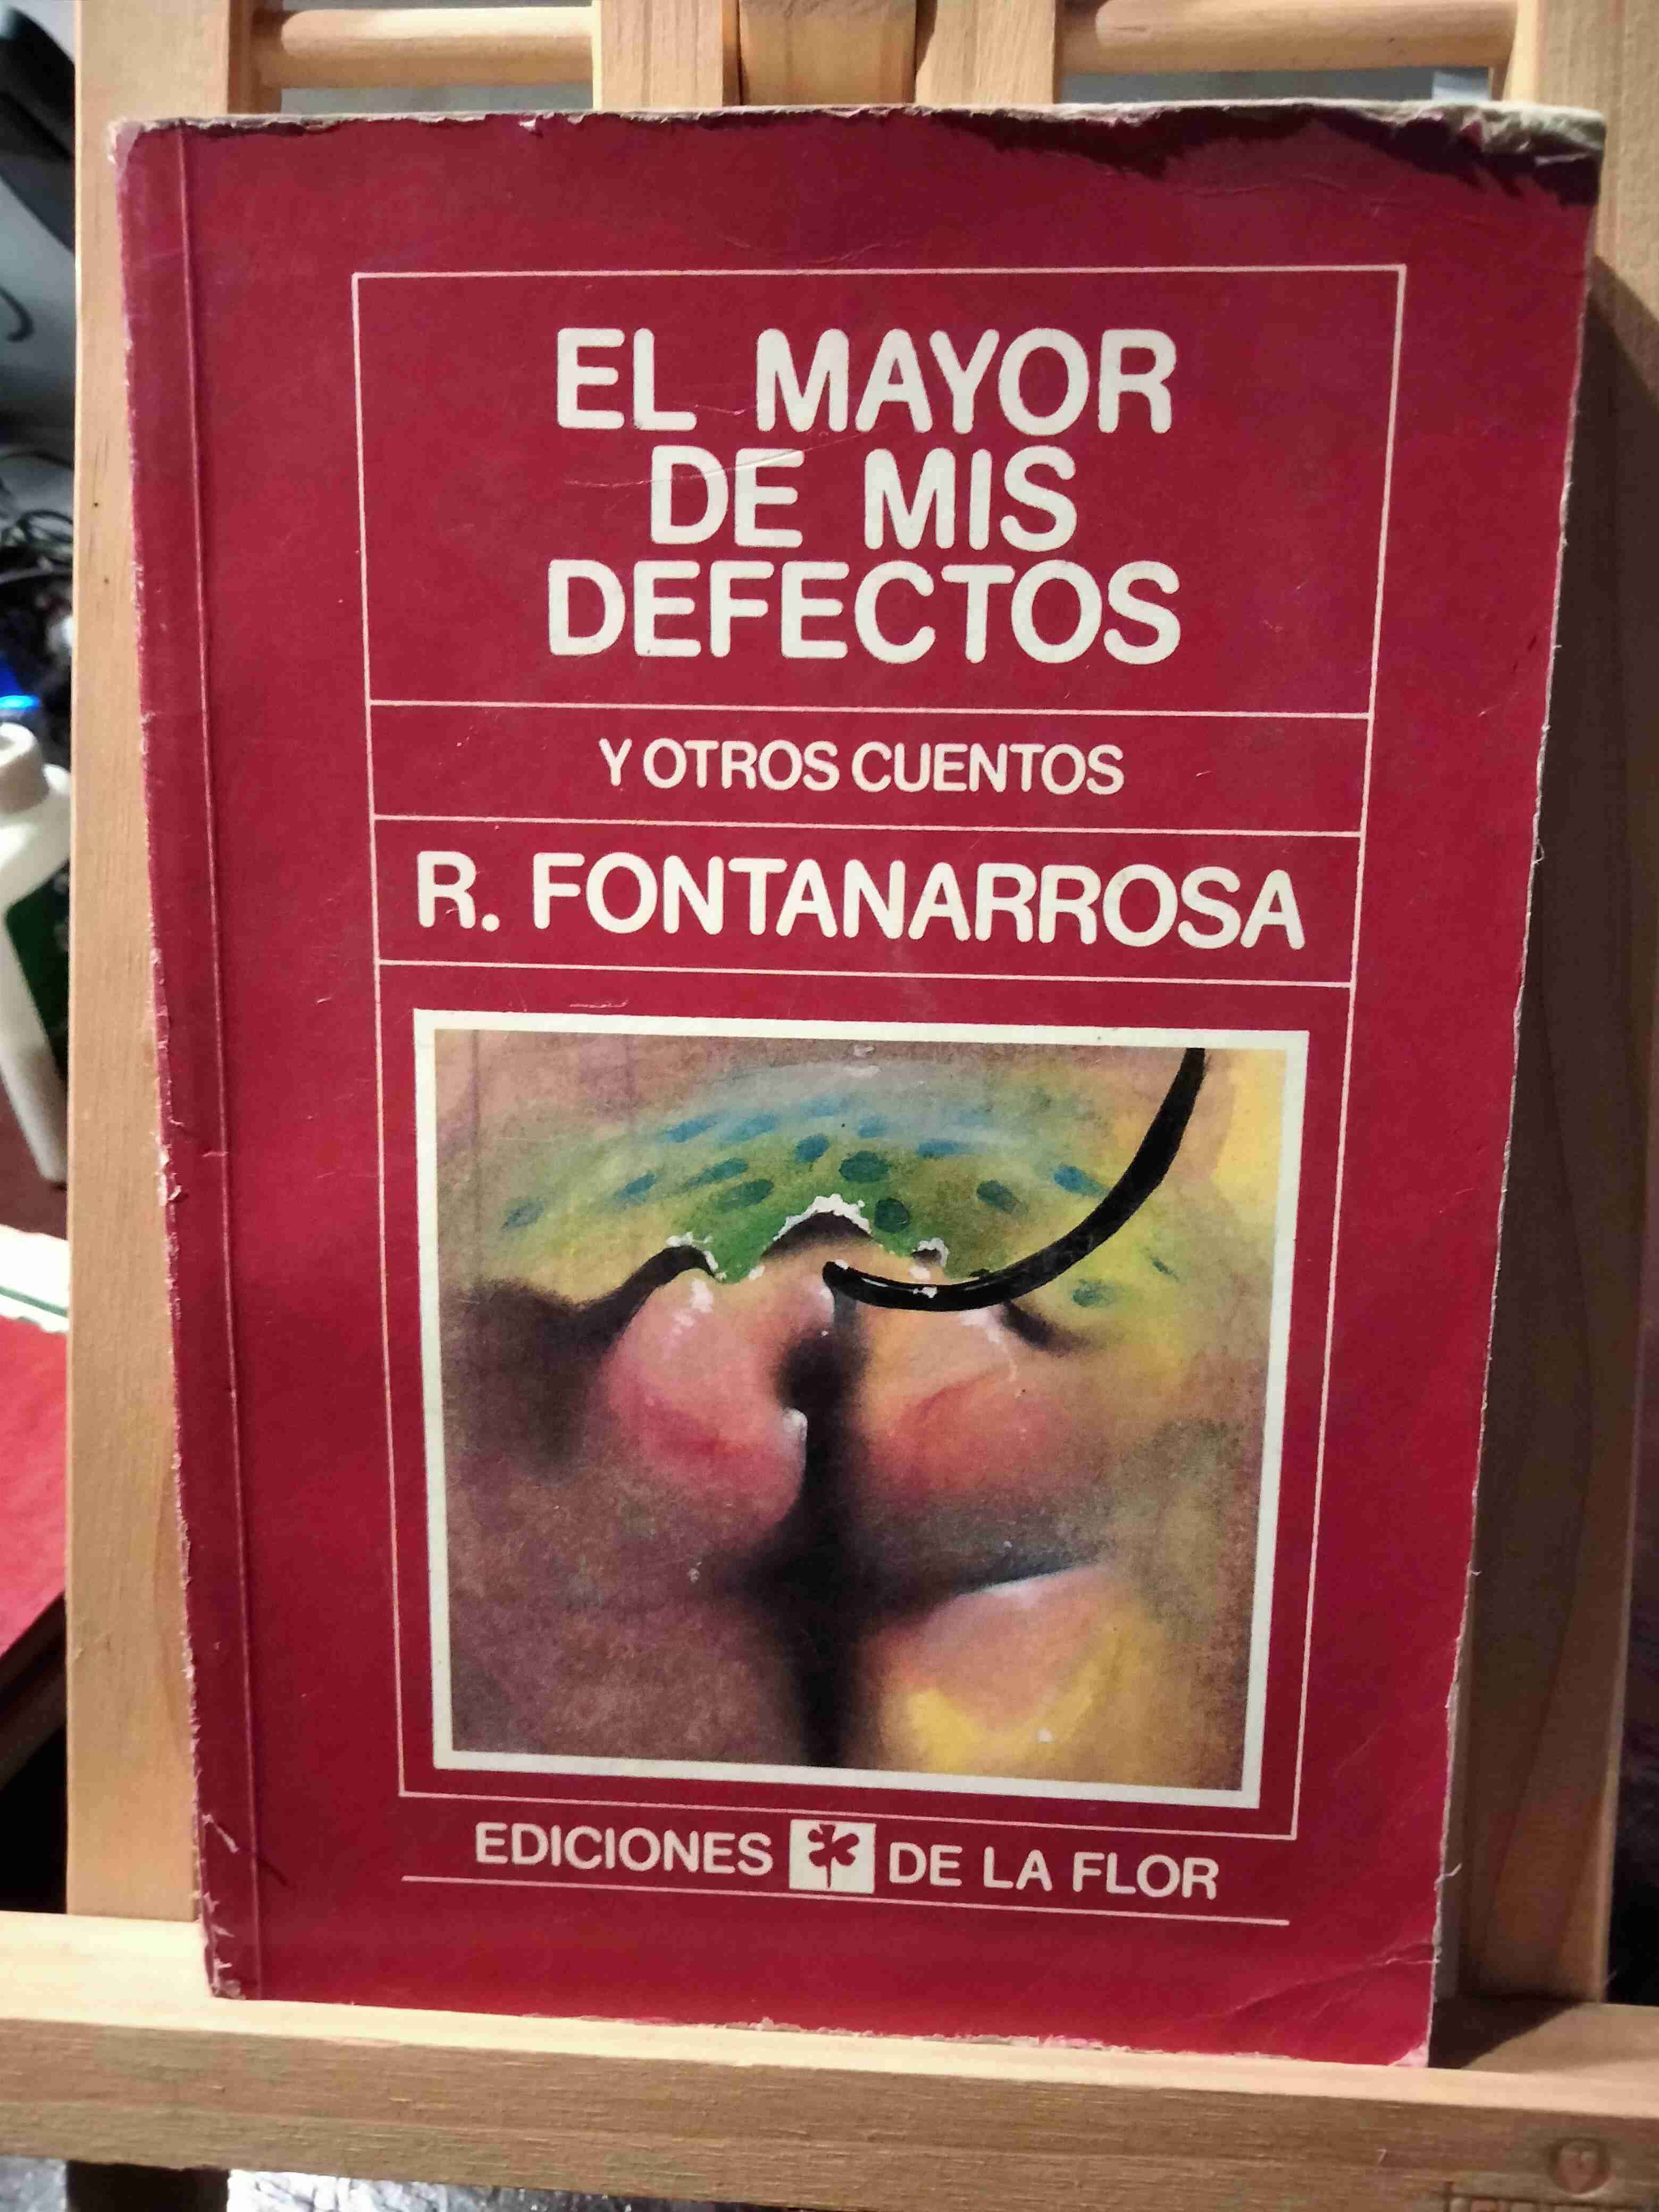 EL MAYOR
DE MIS
DEFECTOS
Y OTROS CUENTOS
R. FONTANARROSA
EDICIONES DE LA FLOR